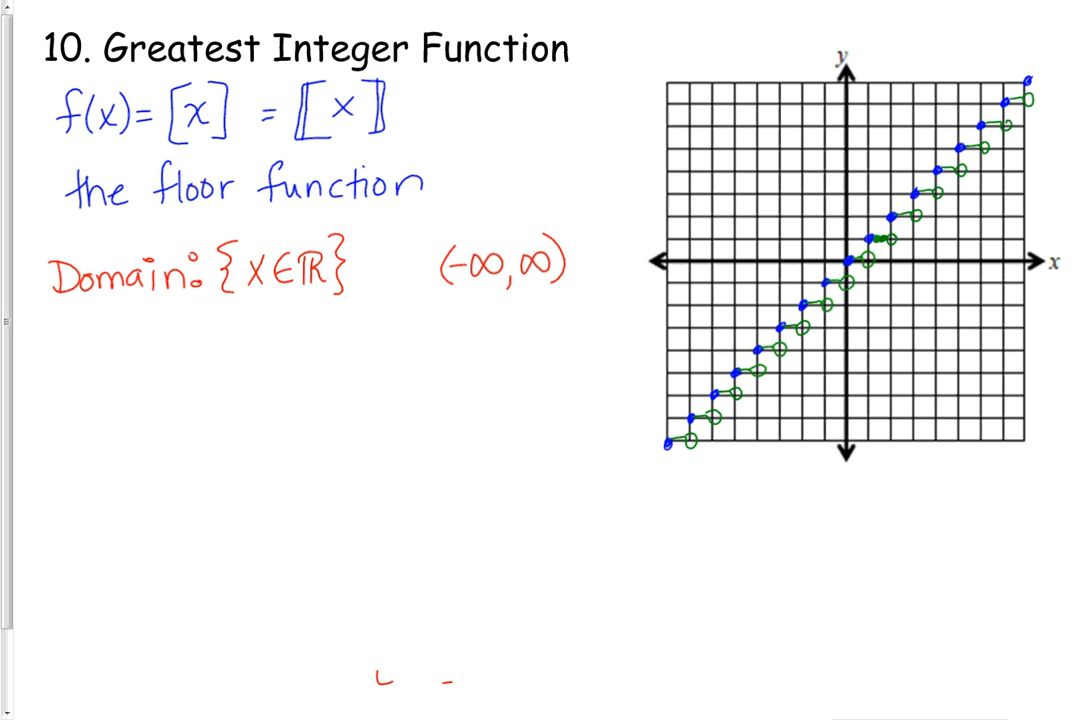 10. Greatest Integer Function
f(x) = [x] = ⟦x⟧
the floor function
Domain: {x∈ℝ} (-∞,∞)
y
x